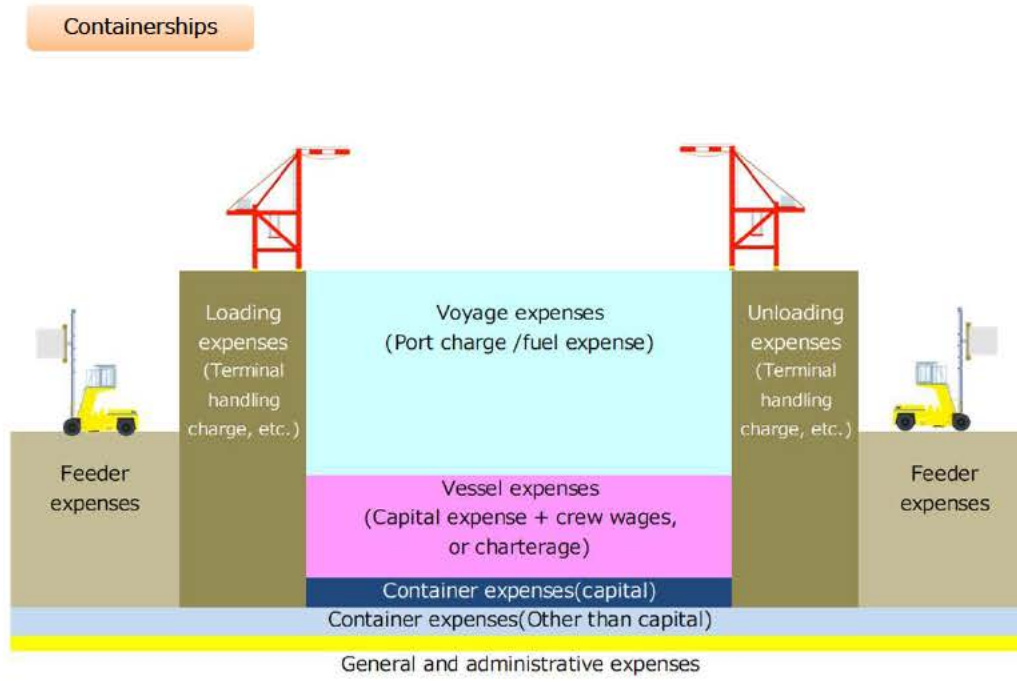 Containerships
Loading
expenses
(Terminal
handling
charge, etc.)
Voyage expenses
(Port charge /fuel expense)
Unloading
expenses
(Terminal
handling
charge, etc.)
Feeder
expenses
Vessel expenses
(Capital expense + crew wages,
or charterage)
Feeder
expenses
Container expenses(capital)
Container expenses(Other than capital)
General and administrative expenses